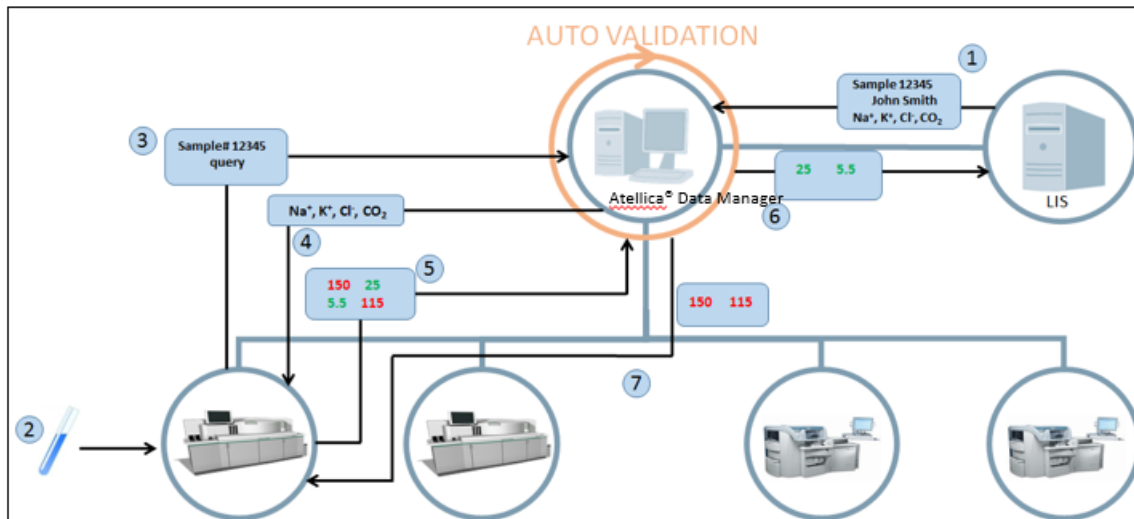 AUTO VALIDATION
1
Sample 12345
John Smith
Na⁺, K⁺, Cl⁻, CO₂
3
Sample# 12345
query
25 5.5
Atellica® Data Manager
6
LIS
Na⁺, K⁺, Cl⁻, CO₂
4
5
150 25
5.5 115
150 115
7
2